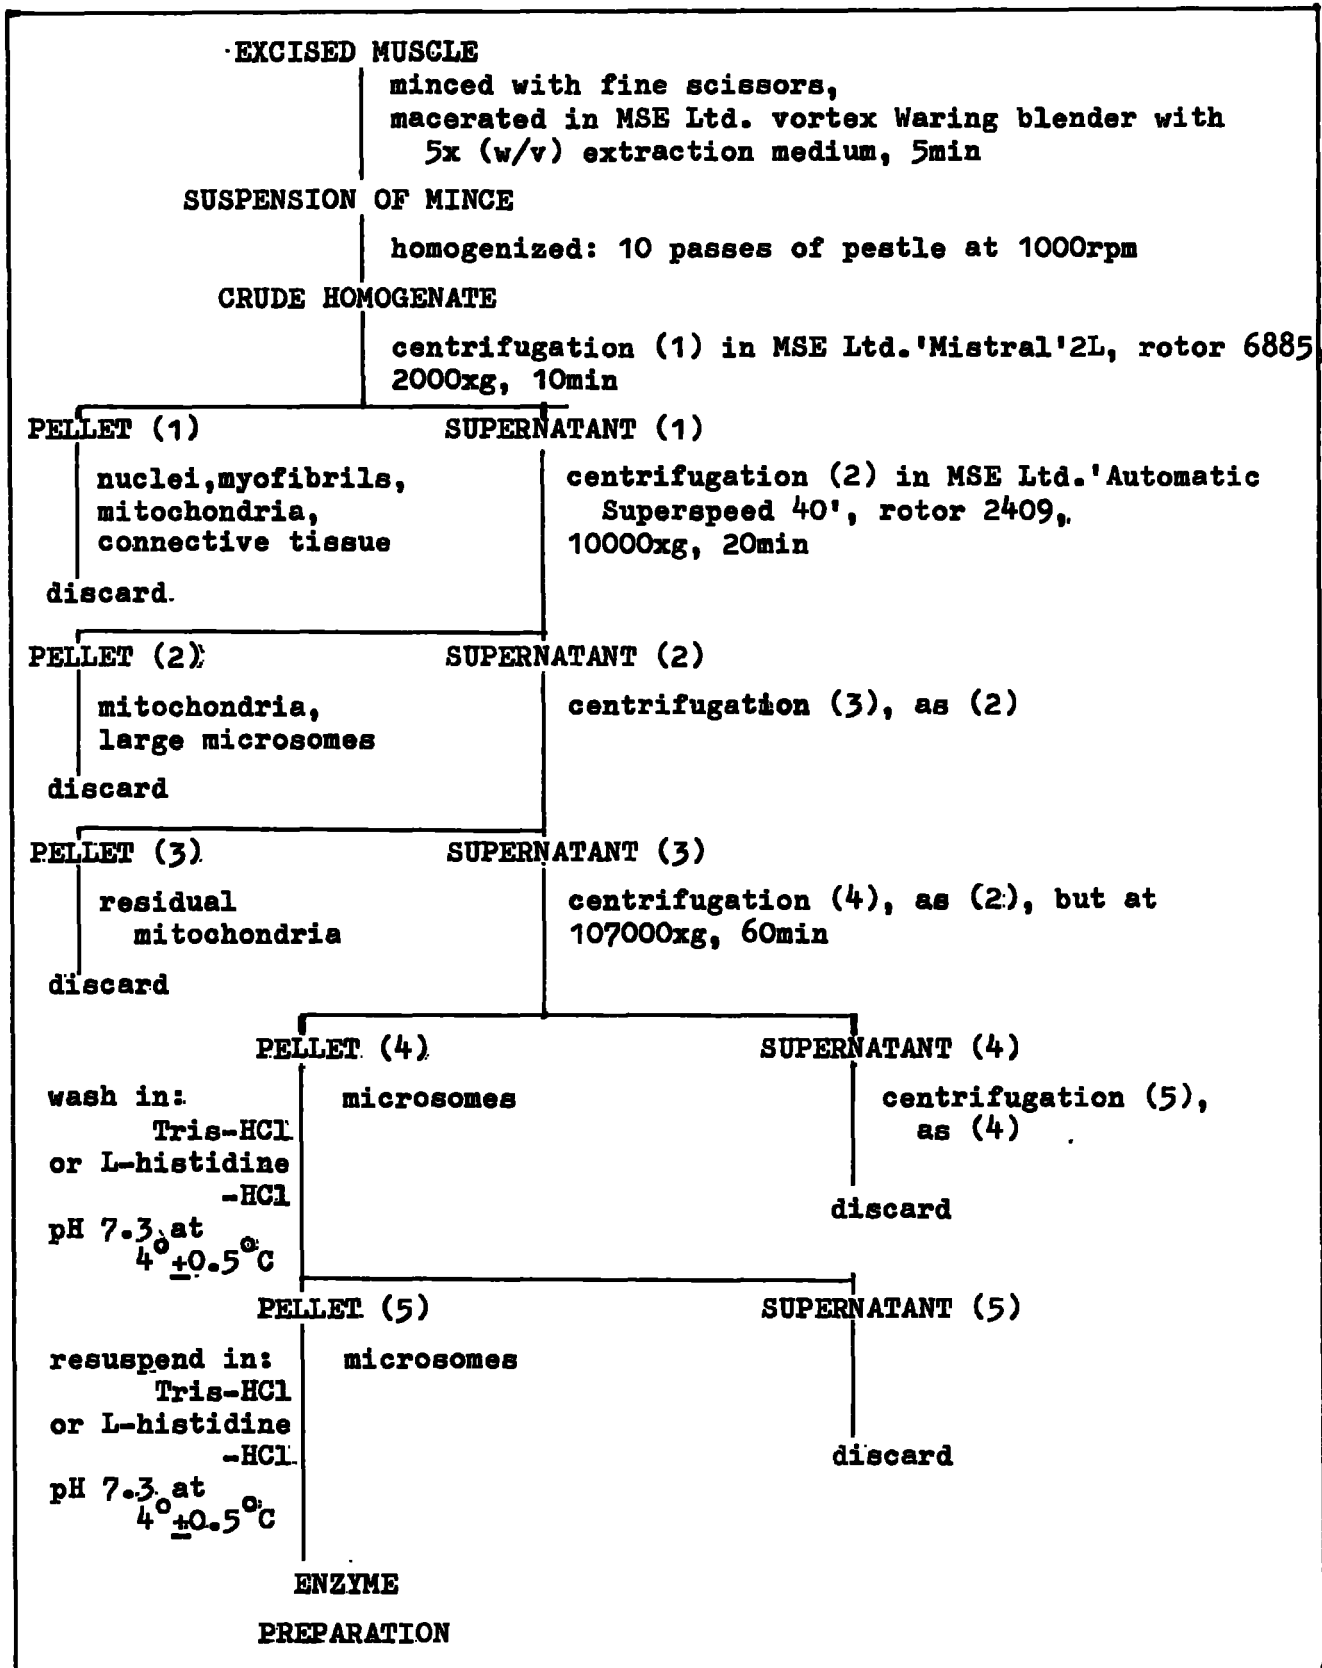 EXCISED MUSCLE
minced with fine scissors,
macerated in MSE Ltd. vortex Waring blender with
5x (w/v) extraction medium, 5min
SUSPENSION OF MINCE
homogenized: 10 passes of pestle at 1000rpm
CRUDE HOMOGENATE
centrifugation (1) in MSE Ltd.'Mistral'2L, rotor 6885
2000xg, 10min
PELLET (1)
SUPERNATANT (1)
nuclei,myofibrils,
mitochondria,
connective tissue
discard.
centrifugation (2) in MSE Ltd.'Automatic
Superspeed 40', rotor 2409,
10000xg, 20min
PELLET (2)
SUPERNATANT (2)
mitochondria,
large microsomes
discard
centrifugation (3), as (2)
PELLET (3)
SUPERNATANT (3)
residual
mitochondria
discard
centrifugation (4), as (2), but at
107000xg, 60min
PELLET (4)
SUPERNATANT (4)
wash in:
Tris-HCl
or L-histidine
-HCl
pH 7.3 at
4°±0.5°C
microsomes
centrifugation (5),
as (4)
discard
PELLET (5)
SUPERNATANT (5)
resuspend in:
Tris-HCl
or L-histidine
-HCl
pH 7.3 at
4°±0.5°C
microsomes
discard
ENZYME
PREPARATION